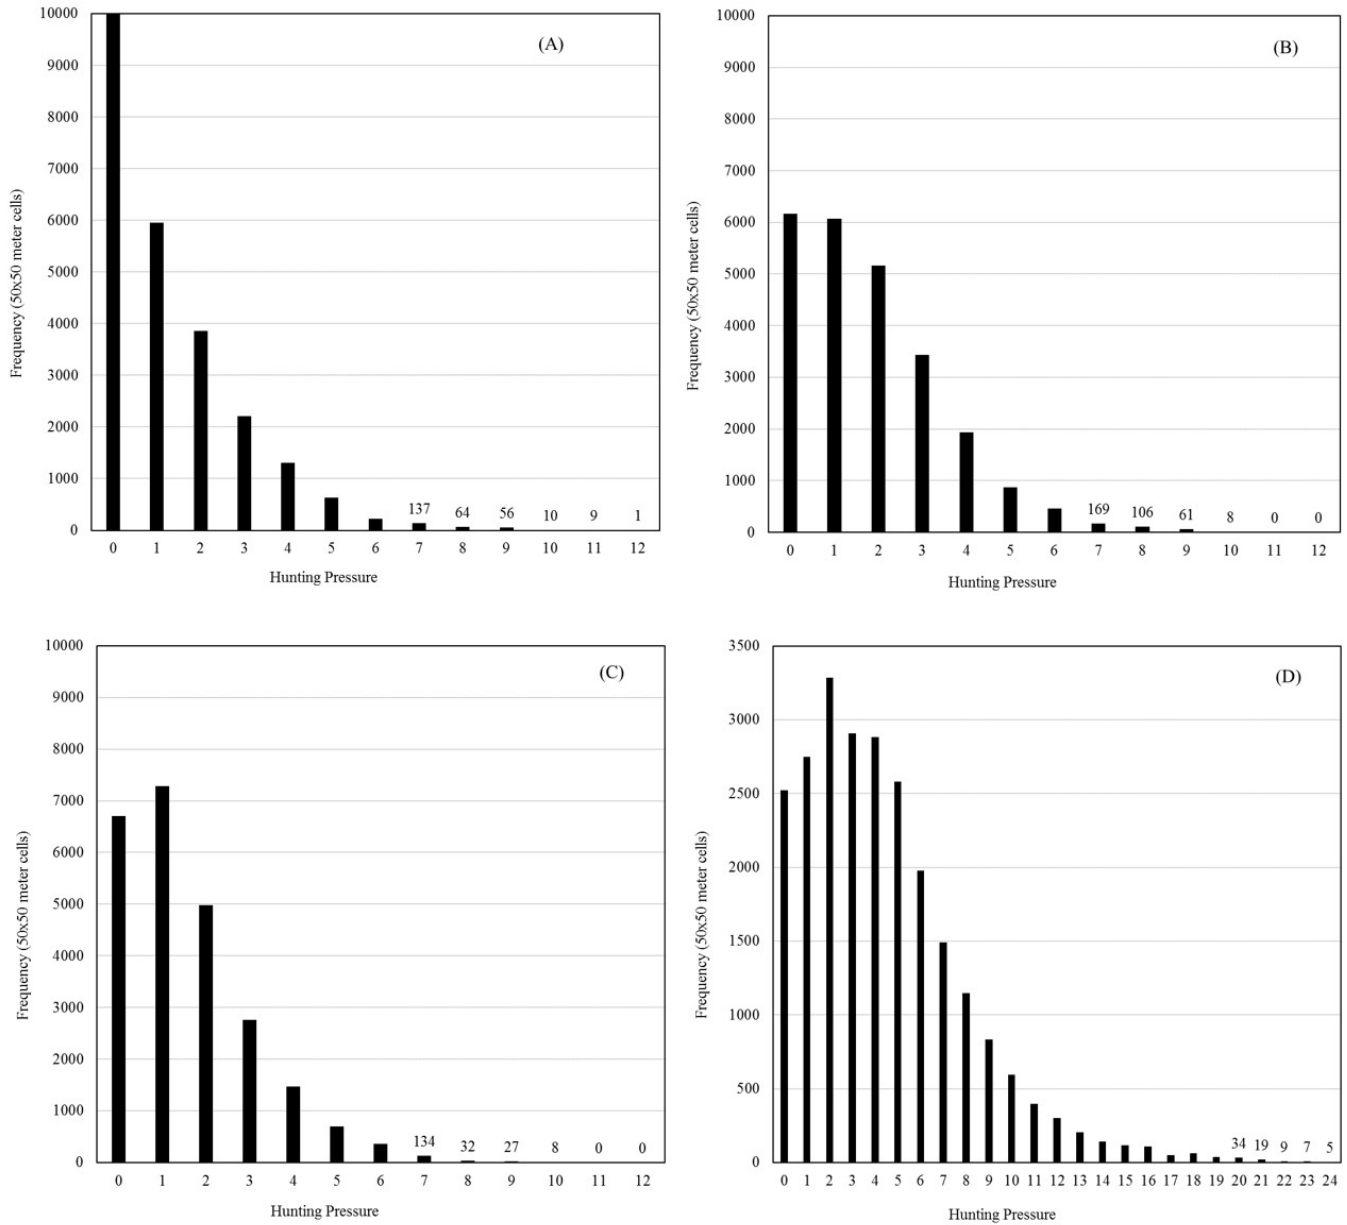 (A)
10000
9000
8000
7000
6000
5000
4000
3000
2000
1000
0
Frequency (50x50 meter cells)
137 64 56 10 9 1
0 1 2 3 4 5 6 7 8 9 10 11 12
Hunting Pressure
(B)
10000
9000
8000
7000
6000
5000
4000
3000
2000
1000
0
Frequency (50x50 meter cells)
169 106 61 8 0 0
0 1 2 3 4 5 6 7 8 9 10 11 12
Hunting Pressure
(C)
10000
9000
8000
7000
6000
5000
4000
3000
2000
1000
0
Frequency (50x50 meter cells)
134 32 27 8 0 0
0 1 2 3 4 5 6 7 8 9 10 11 12
Hunting Pressure
(D)
3500
3000
2500
2000
1500
1000
500
0
Frequency (50x50 meter cells)
34 19 9 7 5
0 1 2 3 4 5 6 7 8 9 10 11 12 13 14 15 16 17 18 19 20 21 22 23 24
Hunting Pressure